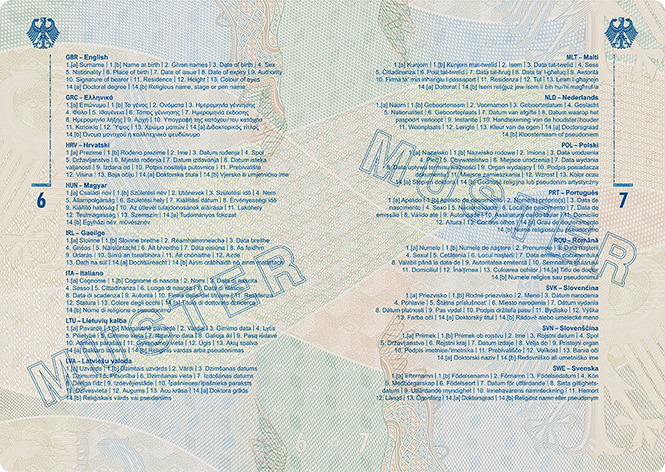 GBR – English
1.[a] Surname | 1.[b] Name at birth | 2. Given names | 3. Date of birth | 4. Sex
5. Nationality | 6. Place of birth | 7. Date of issue | 8. Date of expiry | 9. Authority
10. Signature of bearer | 11. Residence | 12. Height | 13. Colour of eyes
14.[a] Doctoral degree | 14.[b] Religious name, stage or pen name
GRC – Ελληνικά
1.[a] Επώνυμο | 1.[b] Το γένος | 2. Ονόματα | 3. Ημερομηνία γέννησης
4. Φύλο | 5. Ιθαγένεια | 6. Τόπος γέννησης | 7. Ημερομηνία έκδοσης
8. Ημερομηνία λήξης | 9. Αρχή | 10. Υπογραφή της κατόχου/του κατόχου
11. Κατοικία | 12. Ύψος | 13. Χρώμα ματιών | 14.[a] Διδακτορικός τίτλος
14.[b] Όνομα μοναχού ή καλλιτεχνικό ψευδώνυμο
HRV – Hrvatski
1.[a] Prezime | 1.[b] Rođeno prezime | 2. Ime | 3. Datum rođenja | 4. Spol
5. Državljanstvo | 6. Mjesto rođenja | 7. Datum izdavanja | 8. Datum isteka
valjanosti | 9. Izdano od | 10. Potpis nositelja putovnice | 11. Prebivalište
12. Visina | 13. Boja očiju | 14.[a] Doktorska titula | 14.[b] Vjersko ili umjetničko ime
HUN – Magyar
1.[a] Családi név | 1.[b] Születési név | 2. Utónevek | 3. Születési idő | 4. Nem
5. Állampolgárság | 6. Születési hely | 7. Kiállítás dátuma | 8. Érvényességi idő
9. Kiállító hatóság | 10. Az útlevél tulajdonosának aláírása | 11. Lakóhely
12. Testmagasság | 13. Szemszín | 14.[a] Tudományos fokozat
14.[b] Egyházi név, művésznév
IRL – Gaeilge
1.[a] Sloinne | 1.[b] Sloinne breithe | 2. Réamhainmneacha | 3. Data breithe
4. Gnéas | 5. Náisiúntacht | 6. Áit bhreithe | 7. Dáta eisiúna | 8. As feidhm
9. Údarás | 10. Síniú an tsealbhóra | 11. Áit chónaithe | 12. Airde
13. Dath na súl | 14.[a] Dochtúireacht | 14.[b] Ainm crábhaidh nó ainm ealaíontóra
ITA – Italiano
1.[a] Cognome | 1.[b] Cognome di nascita | 2. Nomi | 3. Data di nascita
4. Sesso | 5. Cittadinanza | 6. Luogo di nascita | 7. Data di rilascio
8. Data di scadenza | 9. Autorità | 10. Firma del/della titolare | 11. Residenza
12. Statura | 13. Colore degli occhi | 14.[a] Titolo di dottorato di ricerca
14.[b] Nome di religione o pseudonimo
LTU – Lietuvių kalba
1.[a] Pavardė | 1.[b] Mergautinė pavardė | 2. Vardai | 3. Gimimo data | 4. Lytis
5. Pilietybė | 6. Gimimo vieta | 7. Išdavimo data | 8. Galioja iki | 9. Pasą išdavė
10. Asmens parašas | 11. Gyvenamoji vieta | 12. Ūgis | 13. Akių spalva
14.[a] Daktaro laipsnis | 14.[b] Religinis vardas arba pseudonimas
LVA – Latviešu valoda
1.[a] Uzvārds | 1.[b] Dzimtais uzvārds | 2. Vārdi | 3. Dzimšanas datums
4. Dzimums | 5. Pilsonība | 6. Dzimšanas vieta | 7. Izdošanas datums
8. Derīga līdz | 9. Izdevējiestāde | 10. Īpašnieces/īpašnieka paraksts
11. Dzīvesvieta | 12. Augums | 13. Acu krāsa | 14.[a] Doktora grāds
14.[b] Reliģiskais vārds vai pseidonīms
6
MUSTER
MLT – Malti
1.[a] Kunjom | 1.[b] Kunjom mat-twelid | 2. Isem | 3. Data tat-twelid | 4. Sess
5. Ċittadinanza | 6. Post tat-twelid | 7. Data tal-ħruġ | 8. Data ta' l-għeluq | 9. Awtorità
10. Firma ta' min inħariġlu l-passaport | 11. Residenza | 12. Tul | 13. Lewn l-għajnejn
14.[a] Dottorat | 14.[b] Isem reliġjuż jew isem li bih hu/hi magħruf/a
NLD – Nederlands
1.[a] Naam | 1.[b] Geboortenaam | 2. Voornamen | 3. Geboortedatum | 4. Geslacht
5. Nationaliteit | 6. Geboorteplaats | 7. Datum van afgifte | 8. Datum waarop het
paspoort verloopt | 9. Instantie | 10. Handtekening van de houdster/houder
11. Woonplaats | 12. Lengte | 13. Kleur van de ogen | 14.[a] Doctorsgraad
14.[b] Kloosternaam of pseudoniem
POL – Polski
1.[a] Nazwisko | 1.[b] Nazwisko rodowe | 2. Imiona | 3. Data urodzenia
4. Płeć | 5. Obywatelstwo | 6. Miejsce urodzenia | 7. Data wydania
8. Data upływu terminu ważności | 9. Organ wydający | 10. Podpis posiadacza
11. Miejsce zamieszkania | 12. Wzrost | 13. Kolor oczu
14.[a] Stopień doktora | 14.[b] Imię religijna lub pseudonim artystyczny
PRT – Português
1.[a] Apelido | 1.[b] Apelido de nascimento | 2. Nome(s) próprio(s) | 3. Data de
nascimento | 4. Sexo | 5. Nacionalidade | 6. Local de nascimento | 7. Data de
emissão | 8. Válido até | 9. Autoridade | 10. Assinatura do titular | 11. Domicílio
12. Altura | 13. Cor dos olhos | 14.[a] Grau de doutoramento
14.[b] Nome religioso ou pseudónimo
ROU – Română
1.[a] Numele | 1.[b] Numele de naştere | 2. Prenumele | 3. Data naşterii
4. Sexul | 5. Cetăţenia | 6. Locul naşterii | 7. Data emiterii documentului
8. Valabil până la data de | 9. Autoritatea emitentă | 10. Semnătura titularului
11. Domiciliul | 12. Înălţimea | 13. Culoarea ochilor | 14.[a] Titlu de doctor
14.[b] Numele religios sau pseudonimul
SVK – Slovenčina
1.[a] Priezvisko | 1.[b] Rodné priezvisko | 2. Meno | 3. Dátum narodenia
4. Pohlavie | 5. Štátna príslušnosť | 6. Miesto narodenia | 7. Dátum vydania
8. Dátum platnosti | 9. Pas vydal | 10. Podpis držiteľa pasu | 11. Bydlisko | 12. Výška
13. Farba očí | 14.[a] Doktorský titul | 14.[b] Rádové alebo umelecké meno
SVN – Slovenščina
1.[a] Priimek | 1.[b] Priimek ob rojstvu | 2. Ime | 3. Rojstni datum | 4. Spol
5. Državljanstvo | 6. Rojstni kraj | 7. Datum izdaje | 8. Velja do | 9. Pristojni organ
10. Podpis imetnice/imetnika | 11. Prebivališče | 12. Velikost | 13. Barva oči
14.[a] Doktorski naziv | 14.[b] Redovniško ali umetniško ime
SWE – Svenska
1.[a] Efternamn | 1.[b] Födelsenamn | 2. Förnamn | 3. Födelsedatum | 4. Kön
5. Medborgarskap | 6. Födelseort | 7. Datum för utfärdande | 8. Sista giltighets-
datum | 9. Utfärdande myndighet | 10. Innehavarens namnteckning | 11. Hemort
12. Längd | 13. Ögonfärg | 14.[a] Doktorsgrad | 14.[b] Religiöst namn eller pseudonym
7
MUSTER
6 - 7